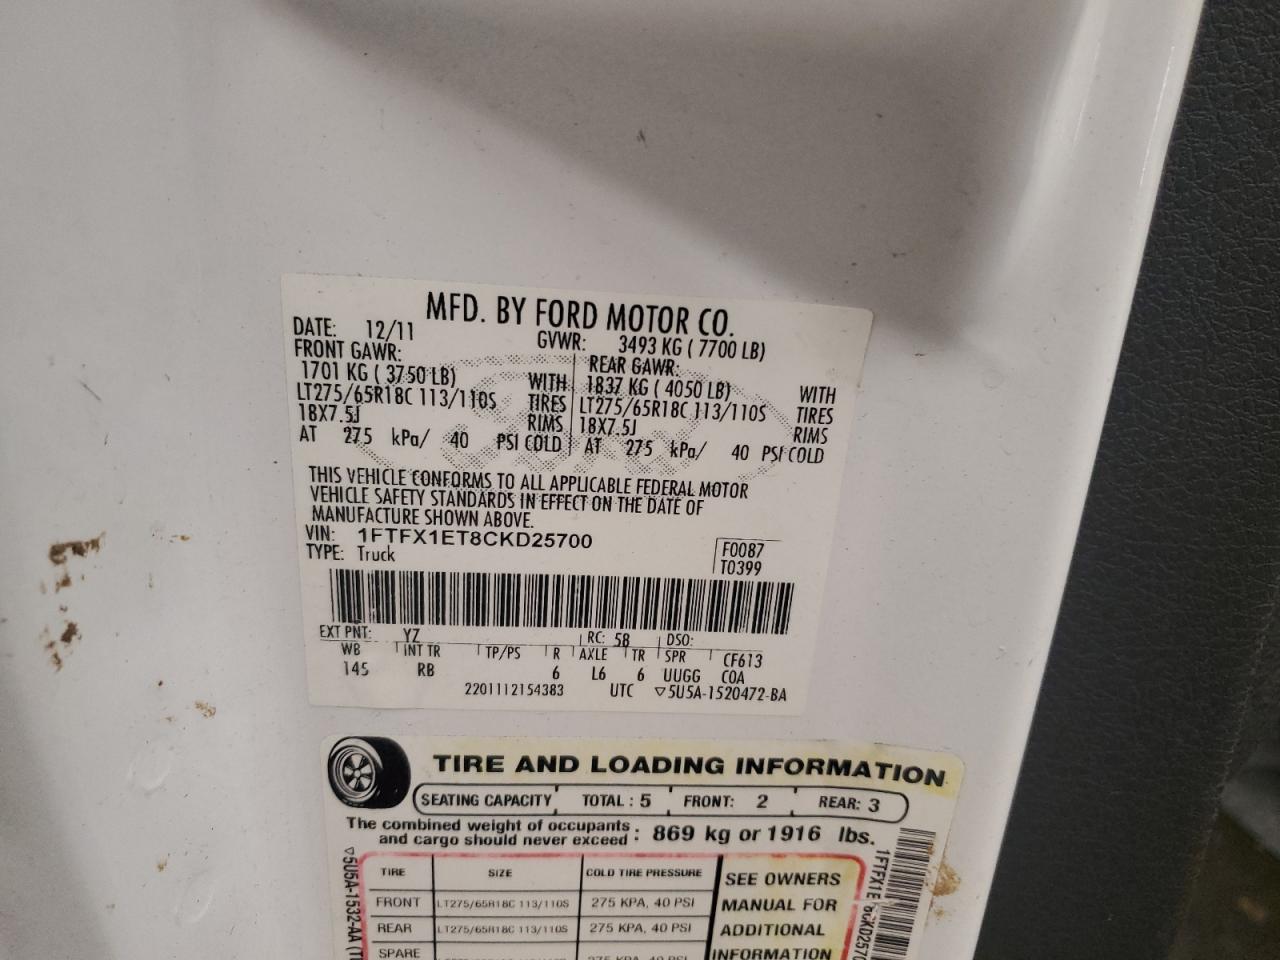 MFD. BY FORD MOTOR CO.
DATE: 12/11 GVWR: 3493 KG ( 7700 LB)
FRONT GAWR: REAR GAWR:
1701 KG ( 3750 LB) WITH 1837 KG ( 4050 LB) WITH
LT275/65R18C 113/110S TIRES LT275/65R18C 113/110S TIRES
18X7.5J RIMS 18X7.5J RIMS
AT 275 kPa/ 40 PSI COLD AT 275 kPa/ 40 PSI COLD
THIS VEHICLE CONFORMS TO ALL APPLICABLE FEDERAL MOTOR
VEHICLE SAFETY STANDARDS IN EFFECT ON THE DATE OF
MANUFACTURE SHOWN ABOVE.
VIN: 1FTFX1ET8CKD25700
TYPE: Truck
F0087
T0399
EXT PNT: YZ RC: 58 DSO:
WB INT TR TP/PS R AXLE TR SPR CF613
145 RB 6 L6 6 UUGG COA
2201112154383 UTC ▽5U5A-1520472-BA
TIRE AND LOADING INFORMATION
SEATING CAPACITY TOTAL : 5 FRONT: 2 REAR: 3
The combined weight of occupants
and cargo should never exceed : 869 kg or 1916 lbs.
TIRE SIZE COLD TIRE PRESSURE
FRONT LT275/65R18C 113/110S 275 KPA, 40 PSI
REAR LT275/65R18C 113/110S 275 KPA, 40 PSI
SPARE
SEE OWNERS
MANUAL FOR
ADDITIONAL
INFORMATION
▽5U5A-1532-AA
1FTFX1E